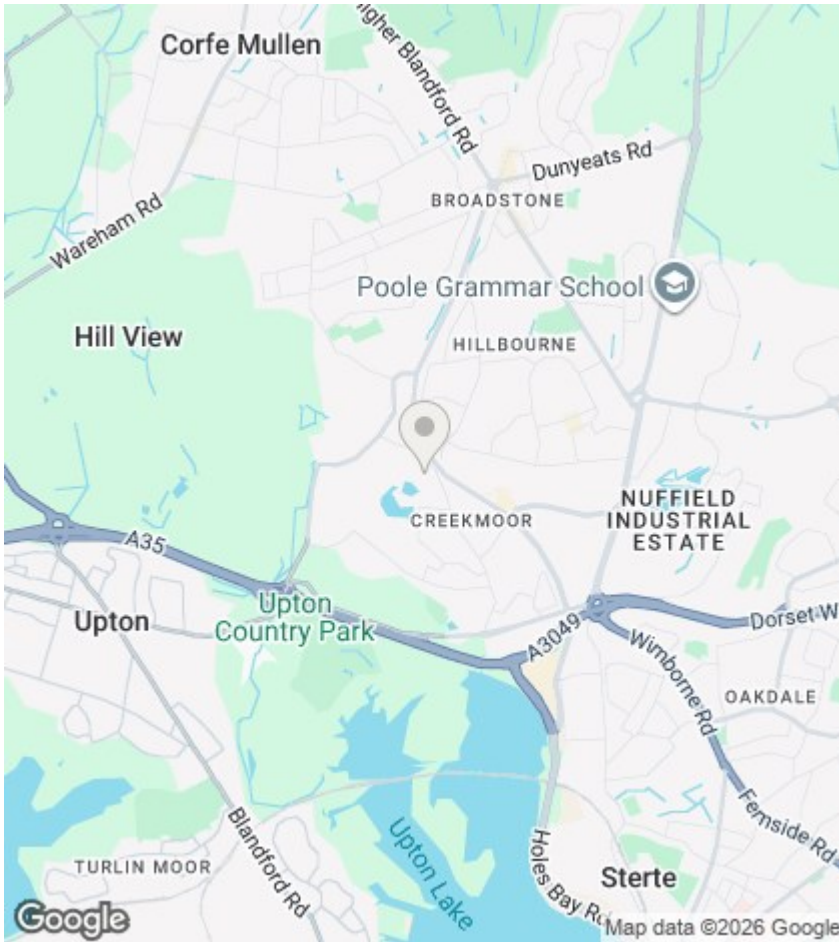 Corfe Mullen
Higher Blandford Rd
Dunyeats Rd
BROADSTONE
Wareham Rd
Poole Grammar School
Hill View
HILLBOURNE
NUFFIELD
INDUSTRIAL
ESTATE
CREEKMOOR
A35
Upton
Country Park
Upton
A3049
Dorset W
Wimborne Rd
OAKDALE
Fernside Rd
Upton Lake
Blandford Rd
TURLIN MOOR
Holes Bay Rd
Sterte
Google
Map data ©2026 Google